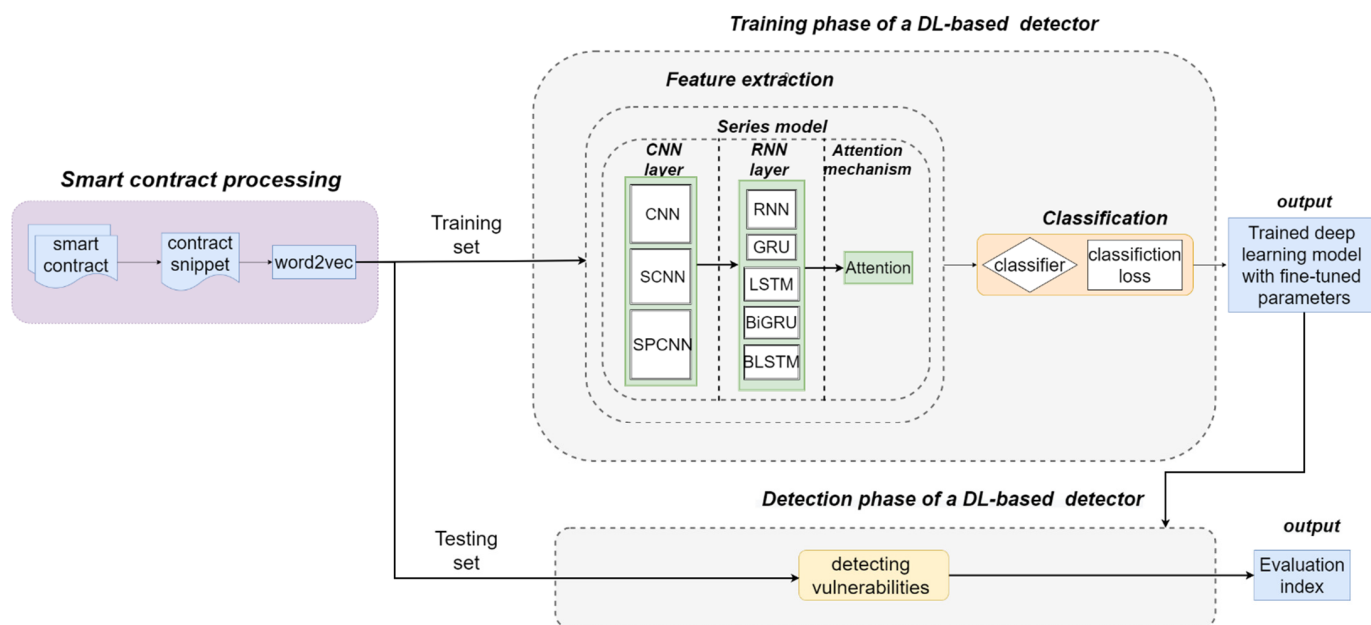 Training phase of a DL-based detector
Feature extraction
Series model
CNN
layer
RNN
layer
Attention
mechanism
Smart contract processing
smart
contract
contract
snippet
word2vec
Training
set
CNN
SCNN
SPCNN
RNN
GRU
LSTM
BiGRU
BLSTM
Attention
Classification
classifier
classifiction
loss
output
Trained deep
learning model
with fine-tuned
parameters
Detection phase of a DL-based detector
Testing
set
detecting
vulnerabilities
output
Evaluation
index